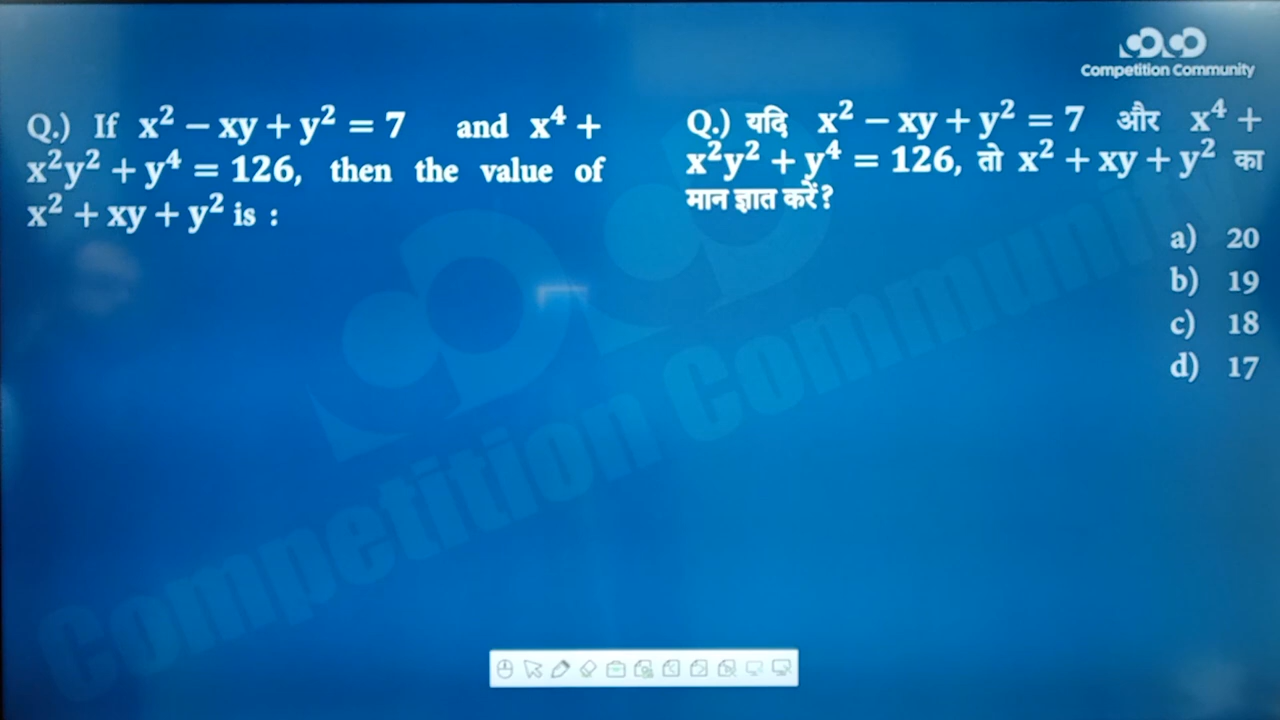 Competition Community
Q.) If x² – xy + y² = 7 and x⁴ +
x²y² + y⁴ = 126, then the value of
x² + xy + y² is :
Q.) यदि x² – xy + y² = 7 और x⁴ +
x²y² + y⁴ = 126, तो x² + xy + y² का
मान ज्ञात करें?
a) 20
b) 19
c) 18
d) 17
Competition Community